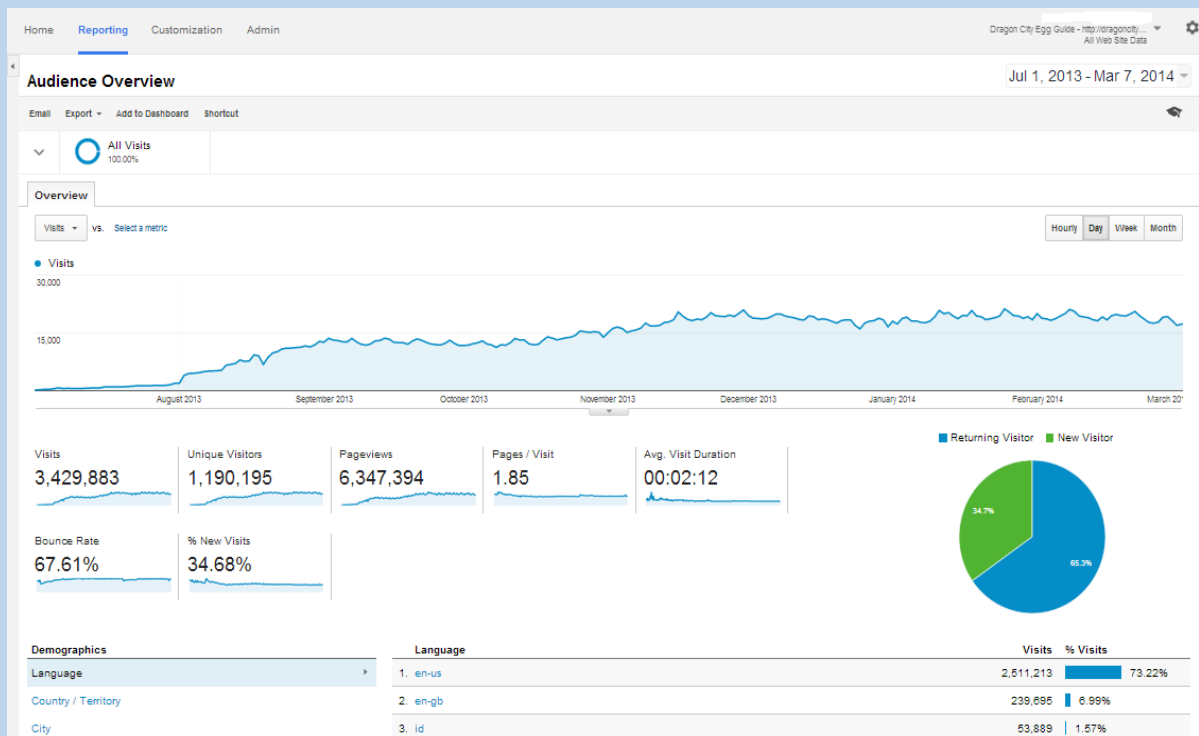 Home Reporting Customization Admin
Dragon City Egg Guide - http://dragoncity...
All Web Site Data
Audience Overview
Jul 1, 2013 - Mar 7, 2014
Email Export Add to Dashboard Shortcut
All Visits
100.00%
Overview
Visits vs. Select a metric
Hourly Day Week Month
Visits
30,000
15,000
August 2013 September 2013 October 2013 November 2013 December 2013 January 2014 February 2014 March 201
Returning Visitor New Visitor
Visits Unique Visitors Pageviews Pages / Visit Avg. Visit Duration
3,429,883 1,190,195 6,347,394 1.85 00:02:12
34.7%
65.3%
Bounce Rate % New Visits
67.61% 34.68%
Demographics Language Visits % Visits
Language 1. en-us 2,511,213 73.22%
Country / Territory 2. en-gb 239,695 6.99%
City 3. id 53,889 1.57%